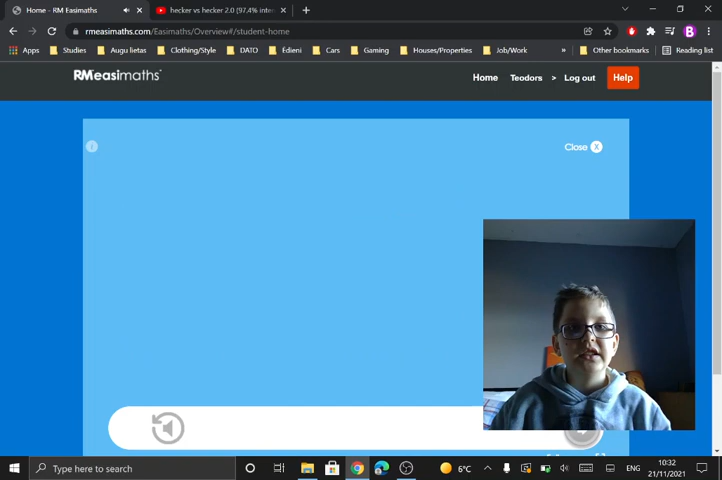 Home - RM Easimaths
hecker vs hecker 2.0 (97.4% inter
rmeasimaths.com/Easimaths/Overview#/student-home
B
Apps Studies Augu lietas Clothing/Style DATO Edieni Cars Gaming Houses/Properties Job/Work » Other bookmarks Reading list
RMeasimaths Home Teodors > Log out Help
i Close X
Type here to search 6°C ENG 10:32
21/11/2021